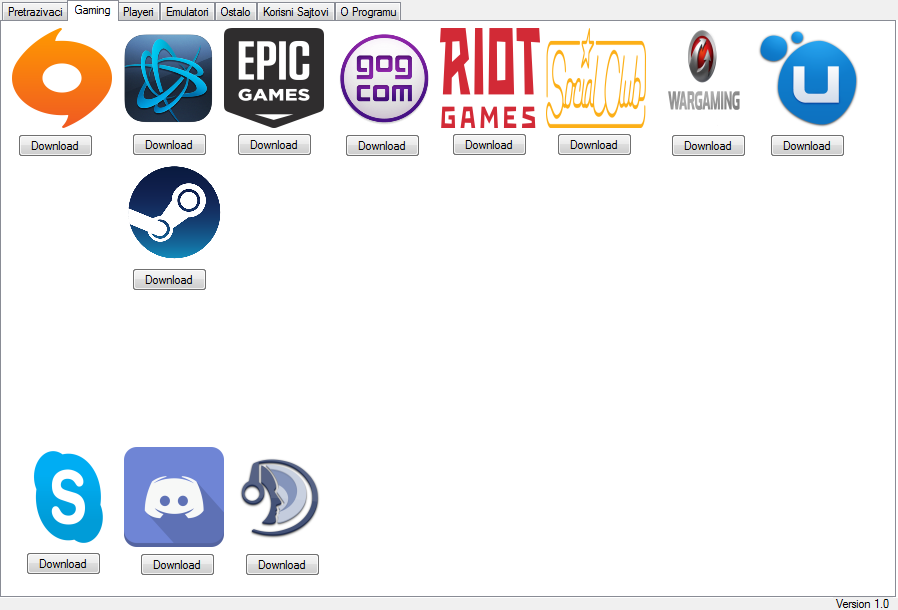 Pretrazivaci Gaming Playeri Emulatori Ostalo Korisni Sajtovi O Programu
EPIC
GAMES
gog
com
RIOT
GAMES
Social Club
WARGAMING
U
Download Download Download Download Download Download Download Download
Download
S
Download Download Download
Version 1.0